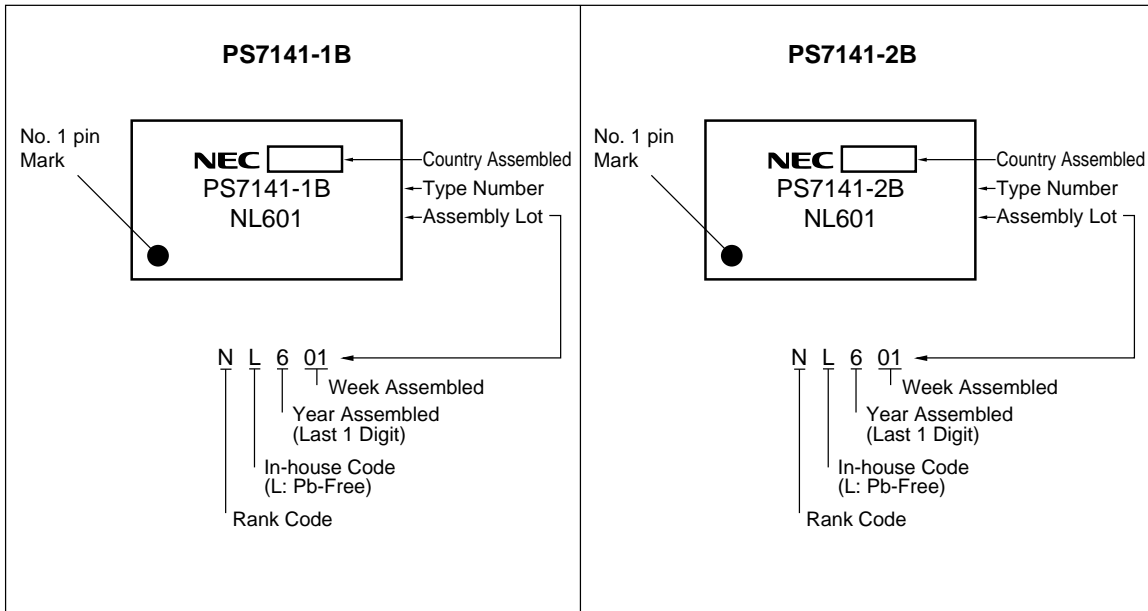 PS7141-1B
No. 1 pin
Mark
NEC
Country Assembled
PS7141-1B
Type Number
NL601
Assembly Lot
N L 6 01
Week Assembled
Year Assembled
(Last 1 Digit)
In-house Code
(L: Pb-Free)
Rank Code
PS7141-2B
No. 1 pin
Mark
NEC
Country Assembled
PS7141-2B
Type Number
NL601
Assembly Lot
N L 6 01
Week Assembled
Year Assembled
(Last 1 Digit)
In-house Code
(L: Pb-Free)
Rank Code